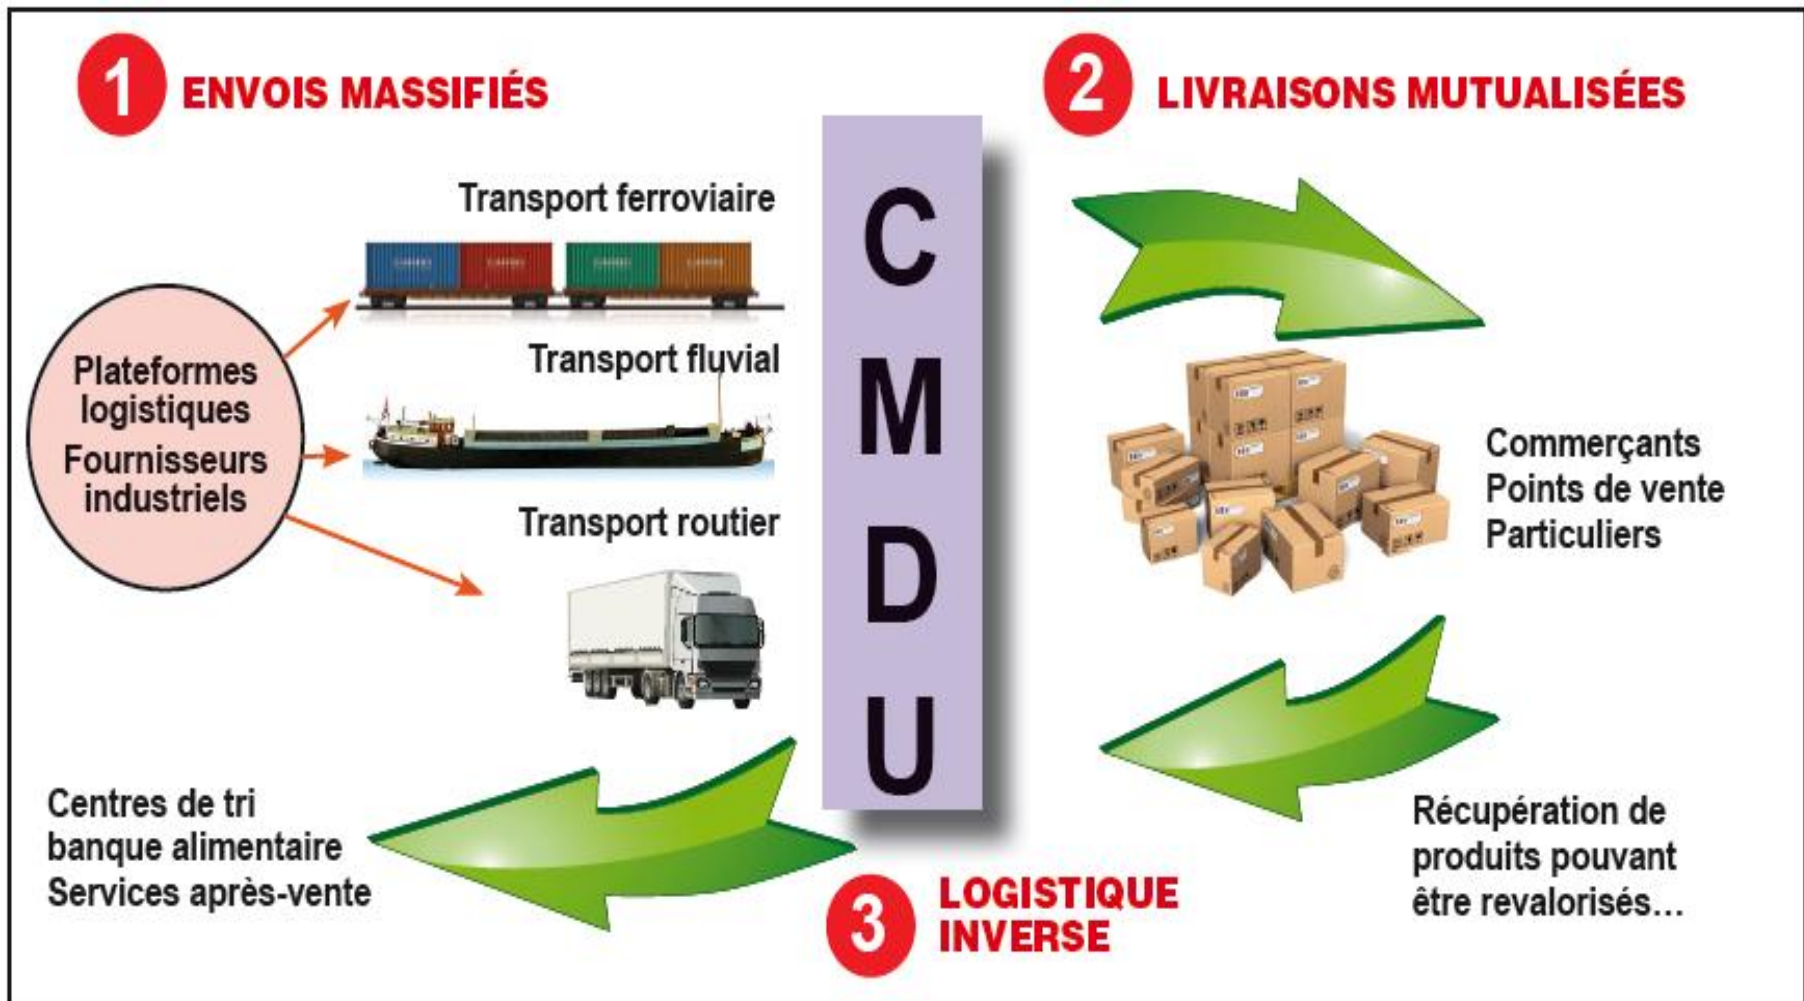 1 ENVOIS MASSIFIÉS
Transport ferroviaire
Transport fluvial
Transport routier
Plateformes
logistiques
Fournisseurs
industriels
C
M
D
U
2 LIVRAISONS MUTUALISÉES
Commerçants
Points de vente
Particuliers
Récupération de
produits pouvant
être revalorisés...
3 LOGISTIQUE
INVERSE
Centres de tri
banque alimentaire
Services après-vente